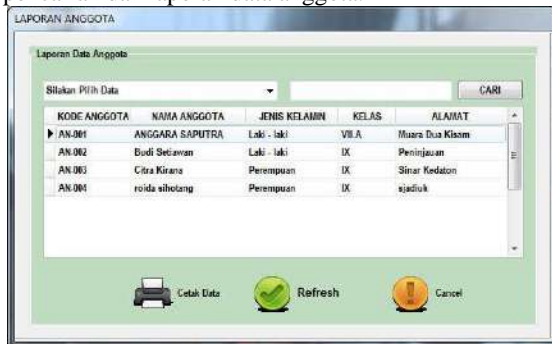 LAPORAN ANGGOTA
Laporan Data Anggota
Silakan Pilih Data
CARI
KODE ANGGOTA NAMA ANGGOTA JENIS KELAMIN KELAS ALAMAT
AN-001 ANGGARA SAPUTRA Laki - laki VII.A Muara Dua Kisam
AN-002 Budi Setiawan Laki - laki IX Peninjauan
AN-003 Citra Kirana Perempuan IX Sinar Kedaton
AN-004 roida sihotang Perempuan IX sjadiuk
Cetak Data Refresh Cancel